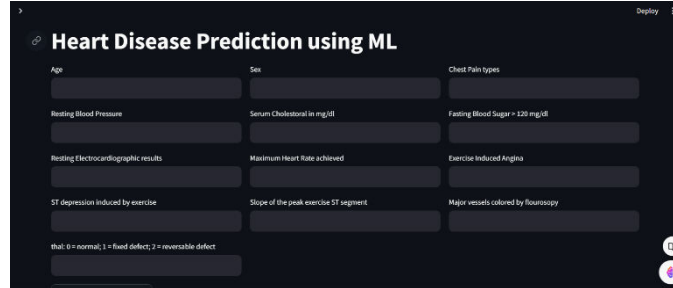 Deploy
Heart Disease Prediction using ML
Age
Sex
Chest Pain types
Resting Blood Pressure
Serum Cholestoral in mg/dl
Fasting Blood Sugar > 120 mg/dl
Resting Electrocardiographic results
Maximum Heart Rate achieved
Exercise Induced Angina
ST depression induced by exercise
Slope of the peak exercise ST segment
Major vessels colored by flourosopy
thal: 0 = normal; 1 = fixed defect; 2 = reversable defect